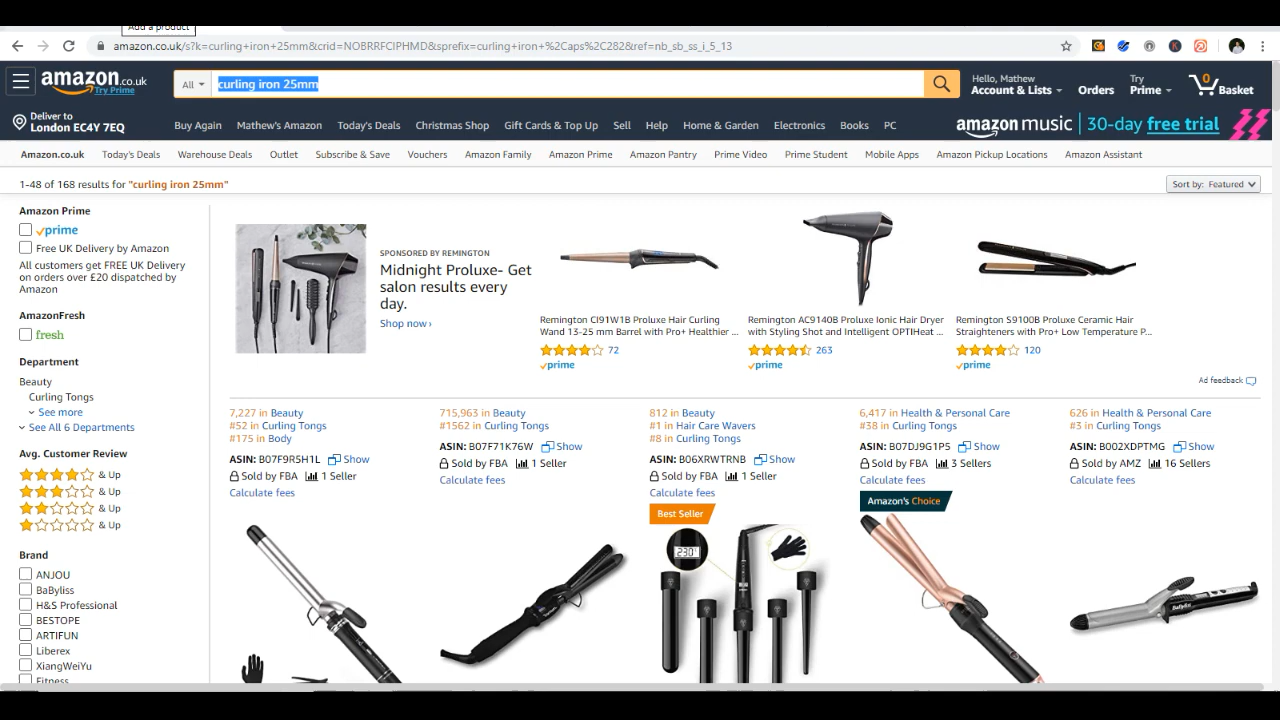 Add a product
amazon.co.uk/s?k=curling+iron+25mm&crid=NOBRRFCIPHMD&sprefix=curling+iron+%2Caps%2C282&ref=nb_sb_ss_i_5_13
amazon.co.uk
Try Prime
All
curling iron 25mm
Hello, Mathew
Account & Lists
Orders
Try
Prime
0
Basket
Deliver to
London EC4Y 7EQ
Buy Again
Mathew's Amazon
Today's Deals
Christmas Shop
Gift Cards & Top Up
Sell
Help
Home & Garden
Electronics
Books
PC
amazon music | 30-day free trial
Amazon.co.uk
Today's Deals
Warehouse Deals
Outlet
Subscribe & Save
Vouchers
Amazon Family
Amazon Prime
Amazon Pantry
Prime Video
Prime Student
Mobile Apps
Amazon Pickup Locations
Amazon Assistant
1-48 of 168 results for "curling iron 25mm"
Sort by: Featured
Amazon Prime
prime
Free UK Delivery by Amazon
All customers get FREE UK Delivery
on orders over £20 dispatched by
Amazon
AmazonFresh
fresh
Department
Beauty
Curling Tongs
See more
See All 6 Departments
Avg. Customer Review
& Up
& Up
& Up
& Up
Brand
ANJOU
BaByliss
H&S Professional
BESTOPE
ARTIFUN
Liberex
XiangWeiYu
Fitness
SPONSORED BY REMINGTON
Midnight Proluxe- Get
salon results every
day.
Shop now ›
Remington CI91W1B Proluxe Hair Curling
Wand 13-25 mm Barrel with Pro+ Healthier ...
72
prime
Remington AC9140B Proluxe Ionic Hair Dryer
with Styling Shot and Intelligent OPTIHeat ...
263
prime
Remington S9100B Proluxe Ceramic Hair
Straighteners with Pro+ Low Temperature P...
120
prime
Ad feedback
7,227 in Beauty
#52 in Curling Tongs
#175 in Body
ASIN: B07F9R5H1L Show
Sold by FBA 1 Seller
Calculate fees
715,963 in Beauty
#1562 in Curling Tongs
ASIN: B07F71K76W Show
Sold by FBA 1 Seller
Calculate fees
812 in Beauty
#1 in Hair Care Wavers
#8 in Curling Tongs
ASIN: B06XRWTRNB Show
Sold by FBA 1 Seller
Calculate fees
Best Seller
230°
6,417 in Health & Personal Care
#38 in Curling Tongs
ASIN: B07DJ9G1P5 Show
Sold by FBA 3 Sellers
Calculate fees
Amazon's Choice
626 in Health & Personal Care
#3 in Curling Tongs
ASIN: B002XDPTMG Show
Sold by AMZ 16 Sellers
Calculate fees
BaByliss